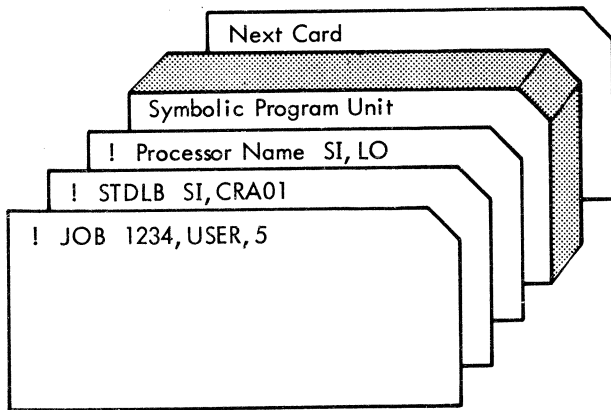 Next Card
Symbolic Program Unit
! Processor Name SI, LO
! STDLB SI, CRA01
! JOB 1234, USER, 5